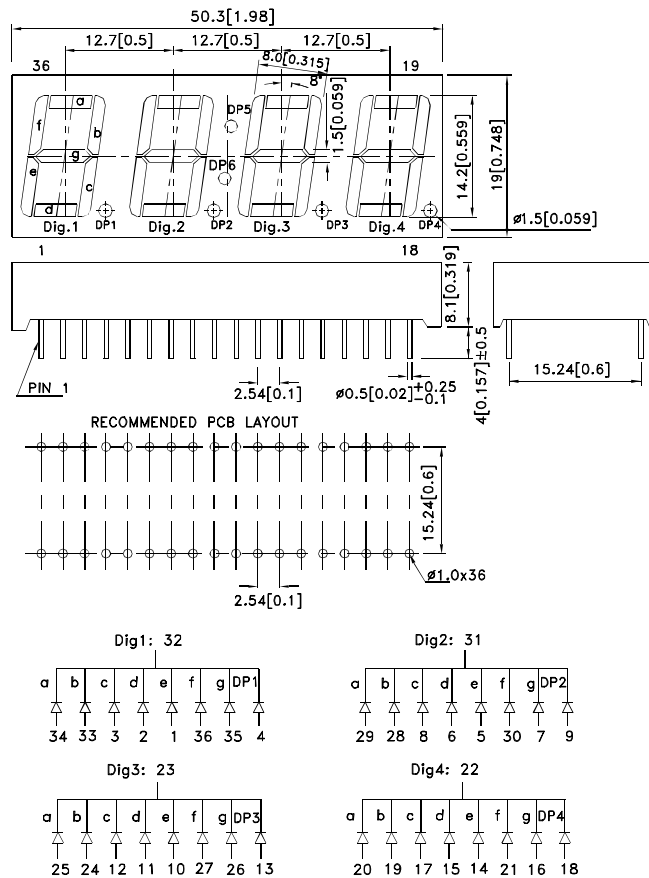 50.3[1.98]
12.7[0.5] 12.7[0.5] 12.7[0.5]
8.0[0.315]
36 19
8°
a
DP5
f b
1.5[0.059]
g
14.2[0.559]
19[0.748]
e DP6
c
d
Dig.1 DP1 Dig.2 DP2 Dig.3 DP3 Dig.4 DP4
ø1.5[0.059]
1 18
8.1[0.319]
15.24[0.6]
PIN 1
2.54[0.1]
ø0.5[0.02]+0.25 −0.1
4[0.157]±0.5
RECOMMENDED PCB LAYOUT
15.24[0.6]
ø1.0x36
2.54[0.1]
Dig1: 32
a b c d e f g DP1
34 33 3 2 1 36 35 4
Dig2: 31
a b c d e f g DP2
29 28 8 6 5 30 7 9
Dig3: 23
a b c d e f g DP3
25 24 12 11 10 27 26 13
Dig4: 22
a b c d e f g DP4
20 19 17 15 14 21 16 18